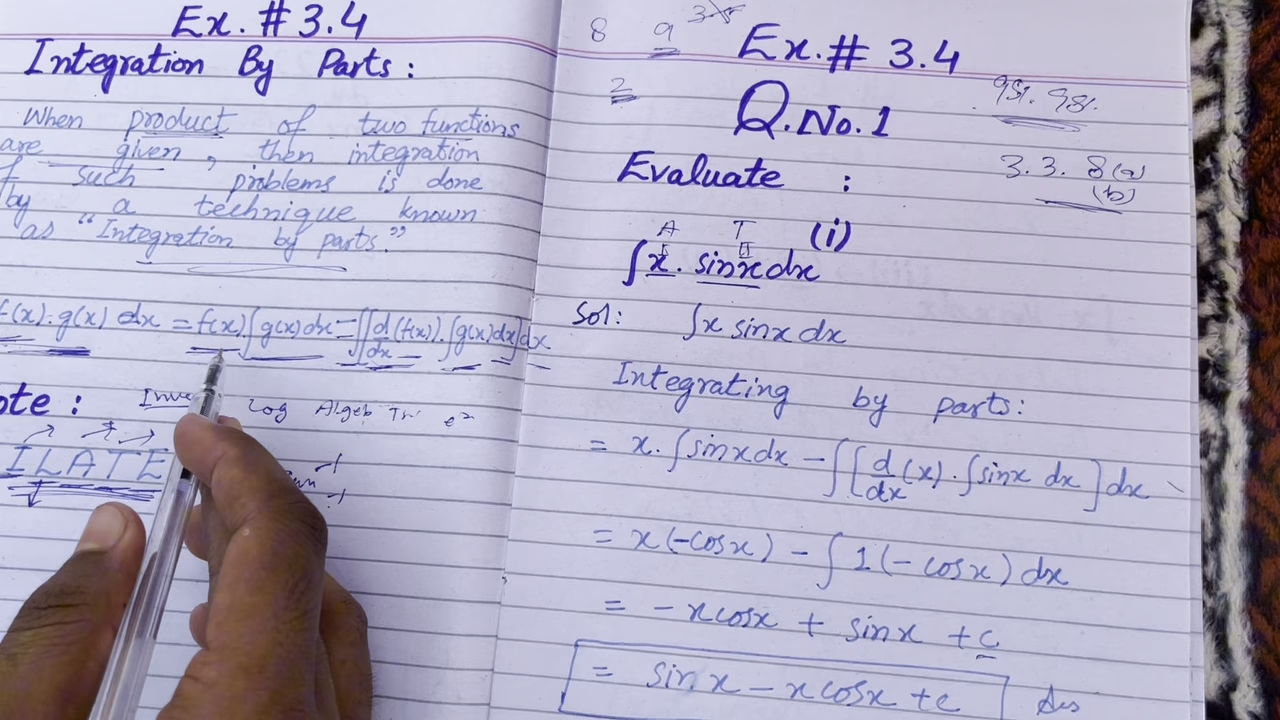 Ex. # 3.4
Integration By Parts :
When product of two functions
are given, then integration
f such problems is done
by a technique known
as "Integration by parts."
f(x).g(x) dx = f(x)∫g(x)dx - ∫[d/dx (f(x)). ∫g(x)dx]dx
ote :
Log Algeb
ILATE
8 9
2
Ex. # 3.4
Q. No. 1
3.3. 8(a)
(b)
Evaluate :
(i)
A T
∫x. sinx dx
Sol: ∫x sinx dx
Integrating by parts:
= x. ∫sinx dx - ∫[d/dx (x). ∫sinx dx] dx
= x(-cosx) - ∫1(-cosx) dx
= -xcosx + sinx + c
= sinx - xcosx + c Ans